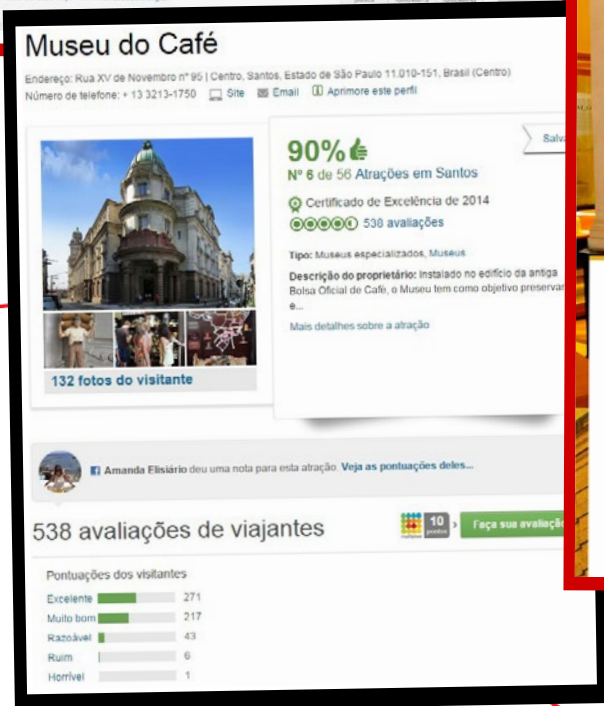 Museu do Café
Endereço: Rua XV de Novembro nº 95 | Centro, Santos, Estado de São Paulo 11.010-151, Brasil (Centro)
Número de telefone: + 13 3213-1750 Site Email Aprimore este perfil
90%
Salva
Nº 6 de 56 Atrações em Santos
Certificado de Excelência de 2014
538 avaliações
Tipo: Museus especializados, Museus
Descrição do proprietário: Instalado no edifício da antiga
Bolsa Oficial de Café, o Museu tem como objetivo preservar
e...
Mais detalhes sobre a atração
132 fotos do visitante
Amanda Elisiário deu uma nota para esta atração. Veja as pontuações deles...
538 avaliações de viajantes
10
pontos
Faça sua avaliação
Pontuações dos visitantes
Excelente 271
Muito bom 217
Razoável 43
Ruim 6
Horrível 1